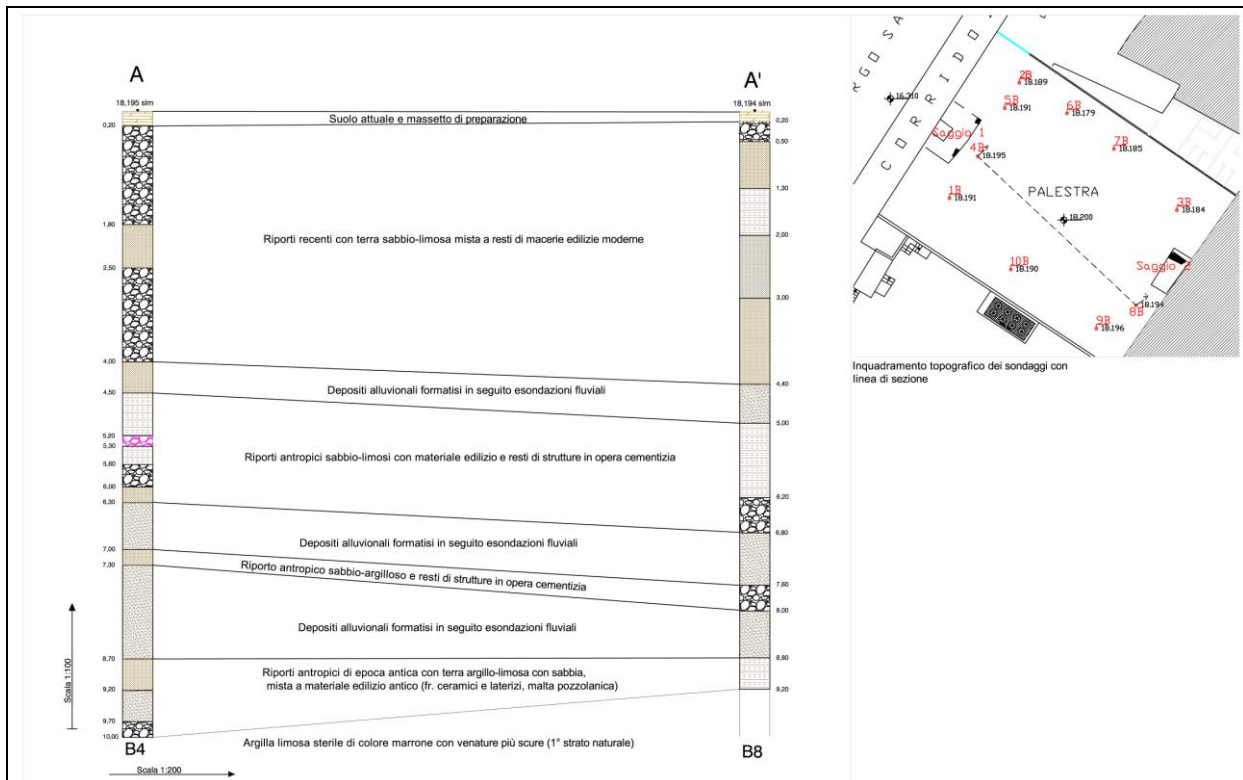 A
18,195 slm
0,20
1,80
2,50
4,00
4,50
5,20
5,30
5,60
6,00
6,30
7,00
7,30
8,70
9,20
9,70
10,00
B4
Suolo attuale e massetto di preparazione
Riporti recenti con terra sabbio-limosa mista a resti di macerie edilizie moderne
Depositi alluvionali formatisi in seguito esondazioni fluviali
Riporti antropici sabbio-limosi con materiale edilizio e resti di strutture in opera cementizia
Depositi alluvionali formatisi in seguito esondazioni fluviali
Riporto antropico sabbio-argilloso e resti di strutture in opera cementizia
Depositi alluvionali formatisi in seguito esondazioni fluviali
Riporti antropici di epoca antica con terra argillo-limosa con sabbia,
mista a materiale edilizio antico (fr. ceramici e laterizi, malta pozzolanica)
Argilla limosa sterile di colore marrone con venature più scure (1° strato naturale)
A'
18,194 slm
0,20
0,50
1,30
2,00
3,00
4,40
5,00
6,20
6,80
7,60
8,00
8,80
9,20
B8
Scala 1:100
Scala 1:200
RGO SA
CORRIDO
16.310
2B
18.189
5B
18.191
6B
18.179
Saggio 1
4B
18.195
7B
18.185
1B
18.191
PALESTRA
18.200
3B
18.184
10B
18.190
Saggio 2
18.194
8B
9B
18.196
Inquadramento topografico dei sondaggi con
linea di sezione